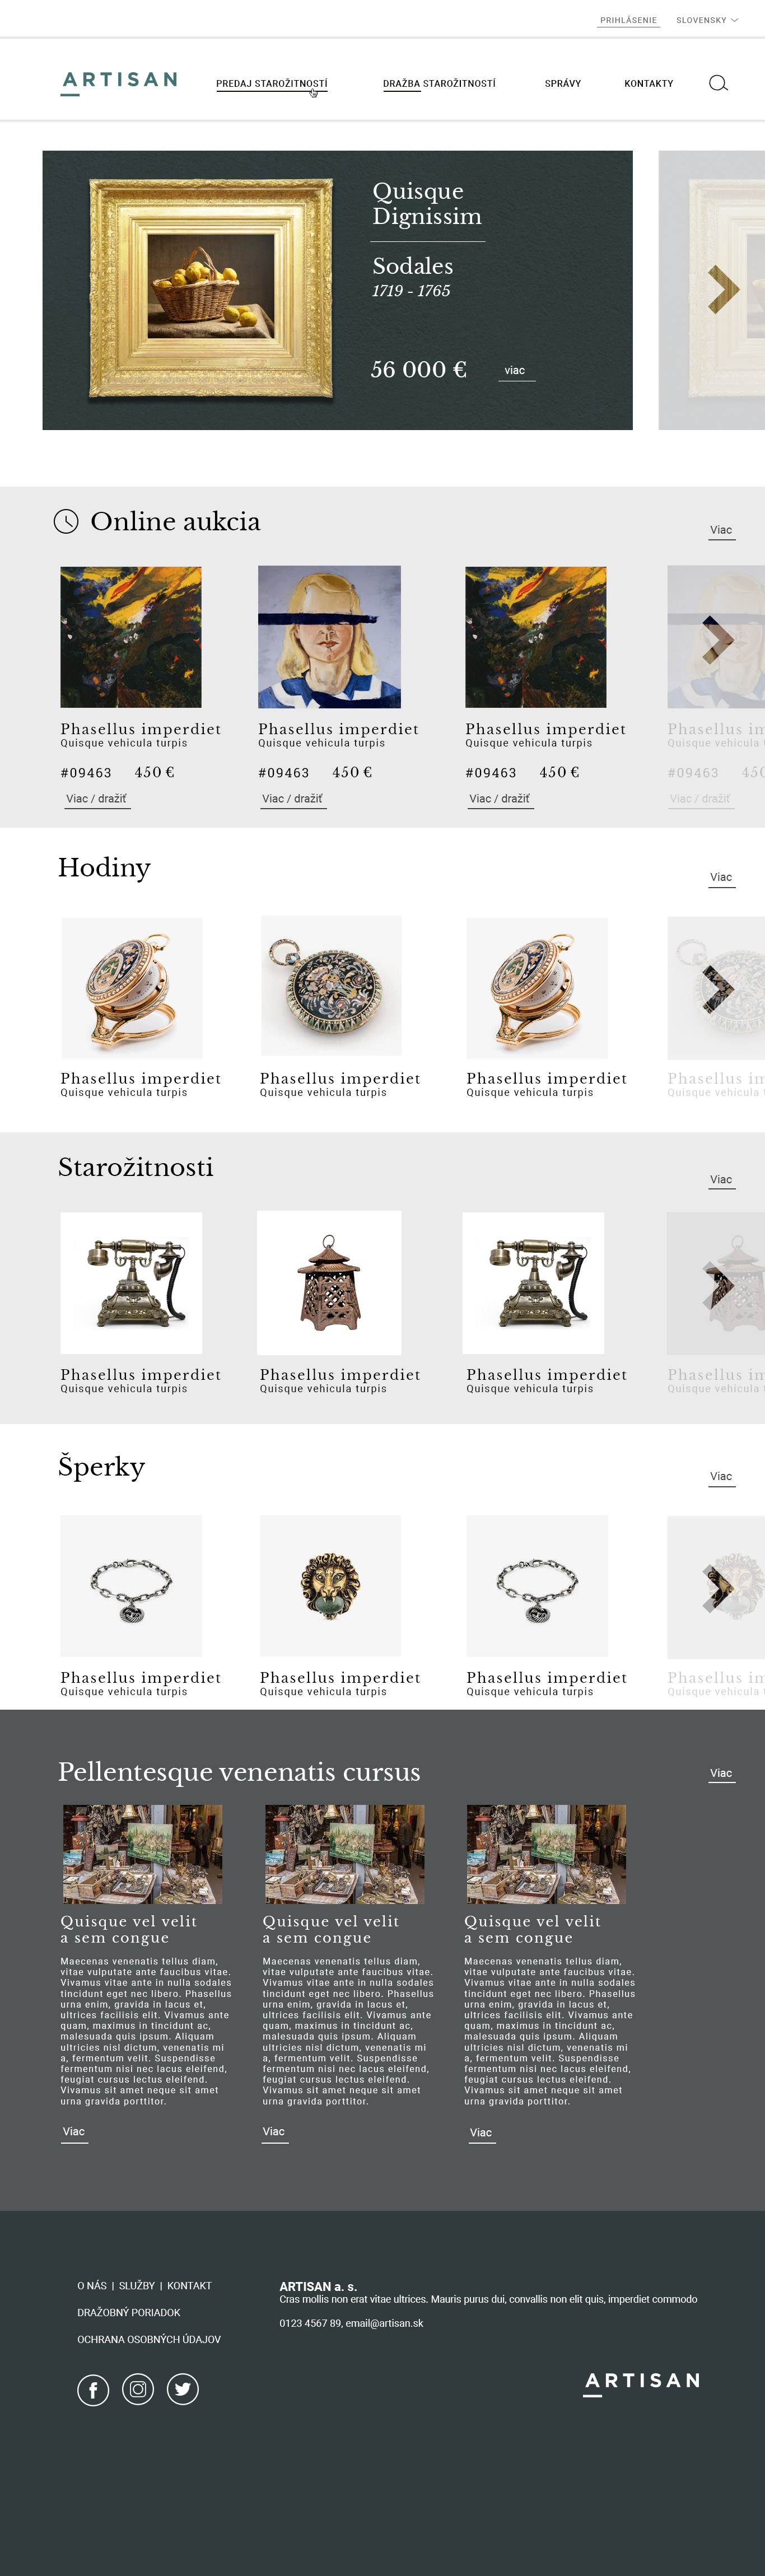 PRIHLÁSENIE SLOVENSKY
ARTISAN PREDAJ STAROŽITNOSTÍ DRAŽBA STAROŽITNOSTÍ SPRÁVY KONTAKTY
Quisque
Dignissim
Sodales
1719 - 1765
56 000 € viac
Online aukcia Viac
Phasellus imperdiet Phasellus imperdiet Phasellus imperdiet Phasellus im
Quisque vehicula turpis Quisque vehicula turpis Quisque vehicula turpis Quisque vehicula
#09463 450 € #09463 450 € #09463 450 € #09463 450
Viac / dražiť Viac / dražiť Viac / dražiť Viac / dražiť
Hodiny Viac
Phasellus imperdiet Phasellus imperdiet Phasellus imperdiet Phasellus im
Quisque vehicula turpis Quisque vehicula turpis Quisque vehicula turpis Quisque vehicula
Starožitnosti Viac
Phasellus imperdiet Phasellus imperdiet Phasellus imperdiet Phasellus im
Quisque vehicula turpis Quisque vehicula turpis Quisque vehicula turpis Quisque vehicula
Šperky Viac
Phasellus imperdiet Phasellus imperdiet Phasellus imperdiet Phasellus im
Quisque vehicula turpis Quisque vehicula turpis Quisque vehicula turpis Quisque vehicula
Pellentesque venenatis cursus Viac
Quisque vel velit
a sem congue
Maecenas venenatis tellus diam,
vitae vulputate ante faucibus vitae.
Vivamus vitae ante in nulla sodales
tincidunt eget nec libero. Phasellus
urna enim, gravida in lacus et,
ultrices facilisis elit. Vivamus ante
quam, maximus in tincidunt ac,
malesuada quis ipsum. Aliquam
ultricies nisl dictum, venenatis mi
a, fermentum velit. Suspendisse
fermentum nisi nec lacus eleifend,
feugiat cursus lectus eleifend.
Vivamus sit amet neque sit amet
urna gravida porttitor.
Viac
Quisque vel velit
a sem congue
Maecenas venenatis tellus diam,
vitae vulputate ante faucibus vitae.
Vivamus vitae ante in nulla sodales
tincidunt eget nec libero. Phasellus
urna enim, gravida in lacus et,
ultrices facilisis elit. Vivamus ante
quam, maximus in tincidunt ac,
malesuada quis ipsum. Aliquam
ultricies nisl dictum, venenatis mi
a, fermentum velit. Suspendisse
fermentum nisi nec lacus eleifend,
feugiat cursus lectus eleifend.
Vivamus sit amet neque sit amet
urna gravida porttitor.
Viac
Quisque vel velit
a sem congue
Maecenas venenatis tellus diam,
vitae vulputate ante faucibus vitae.
Vivamus vitae ante in nulla sodales
tincidunt eget nec libero. Phasellus
urna enim, gravida in lacus et,
ultrices facilisis elit. Vivamus ante
quam, maximus in tincidunt ac,
malesuada quis ipsum. Aliquam
ultricies nisl dictum, venenatis mi
a, fermentum velit. Suspendisse
fermentum nisi nec lacus eleifend,
feugiat cursus lectus eleifend.
Vivamus sit amet neque sit amet
urna gravida porttitor.
Viac
O NÁS | SLUŽBY | KONTAKT
DRAŽOBNÝ PORIADOK
OCHRANA OSOBNÝCH ÚDAJOV
ARTISAN a. s.
Cras mollis non erat vitae ultrices. Mauris purus dui, convallis non elit quis, imperdiet commodo
0123 4567 89, email@artisan.sk
ARTISAN